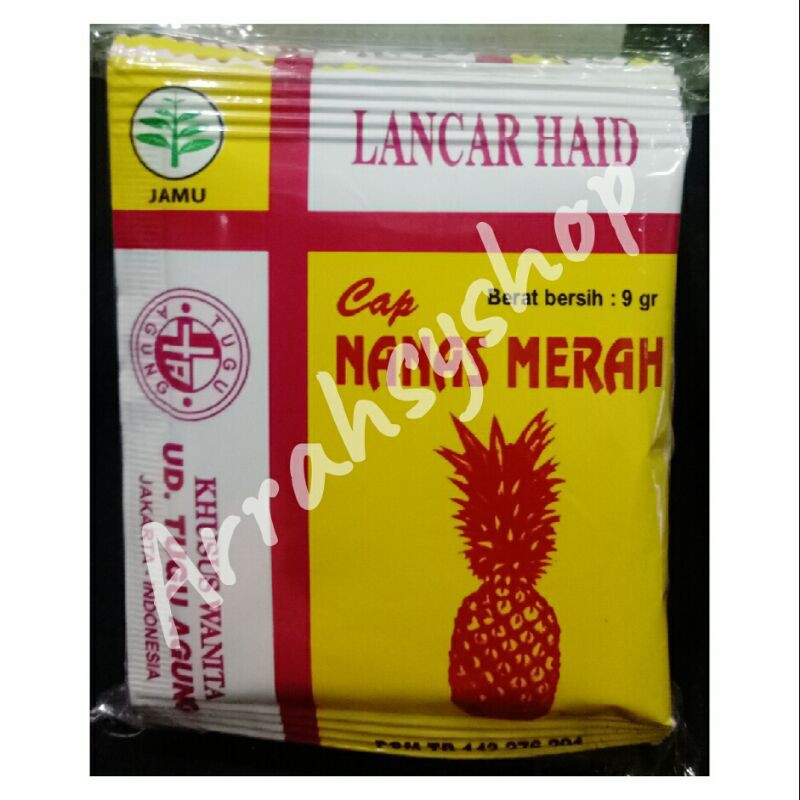 JAMU
LANCAR HAID
Cap
Berat bersih : 9 gr
NANAS MERAH
TUGU
AGUNG
KHUSUS WANITA
UD. TUGU AGUNG
JAKARTA - INDONESIA
Arrahsyshop